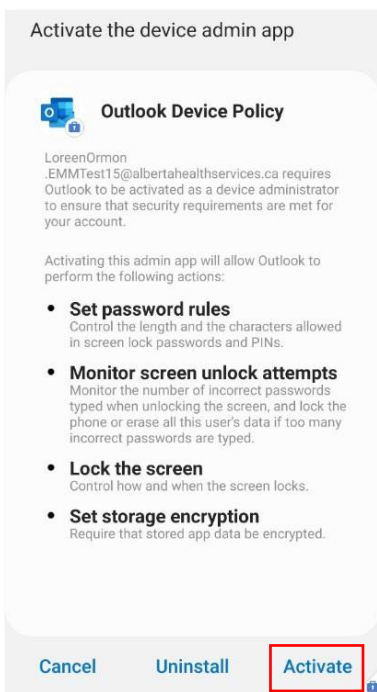 Activate the device admin app
Outlook Device Policy
LoreenOrmon
.EMMTest15@albertahealthservices.ca requires
Outlook to be activated as a device administrator
to ensure that security requirements are met for
your account.
Activating this admin app will allow Outlook to
perform the following actions:
• Set password rules
Control the length and the characters allowed
in screen lock passwords and PINs.
• Monitor screen unlock attempts
Monitor the number of incorrect passwords
typed when unlocking the screen, and lock the
phone or erase all this user's data if too many
incorrect passwords are typed.
• Lock the screen
Control how and when the screen locks.
• Set storage encryption
Require that stored app data be encrypted.
Cancel Uninstall Activate